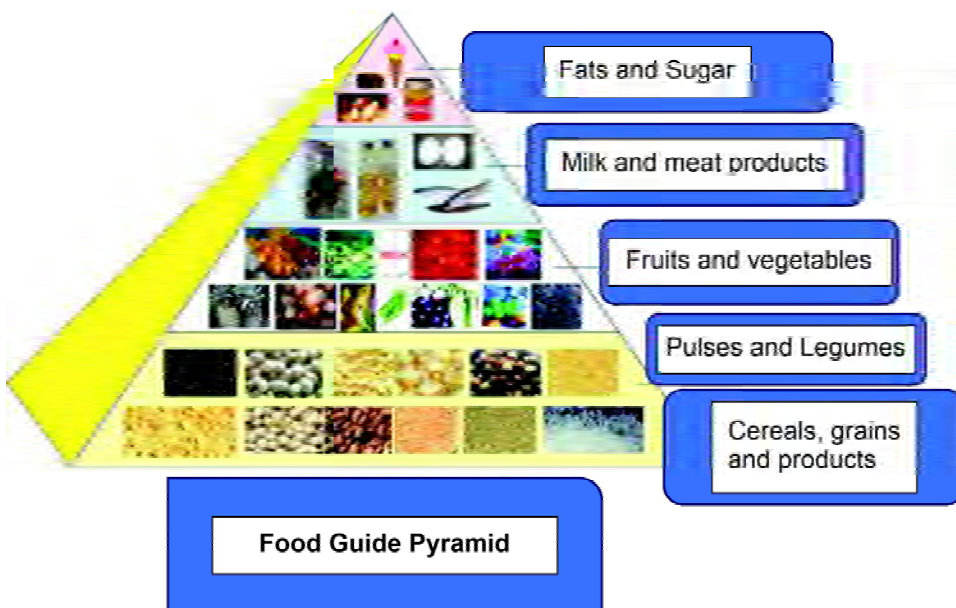 Fats and Sugar
Milk and meat products
Fruits and vegetables
Pulses and Legumes
Cereals, grains
and products
Food Guide Pyramid